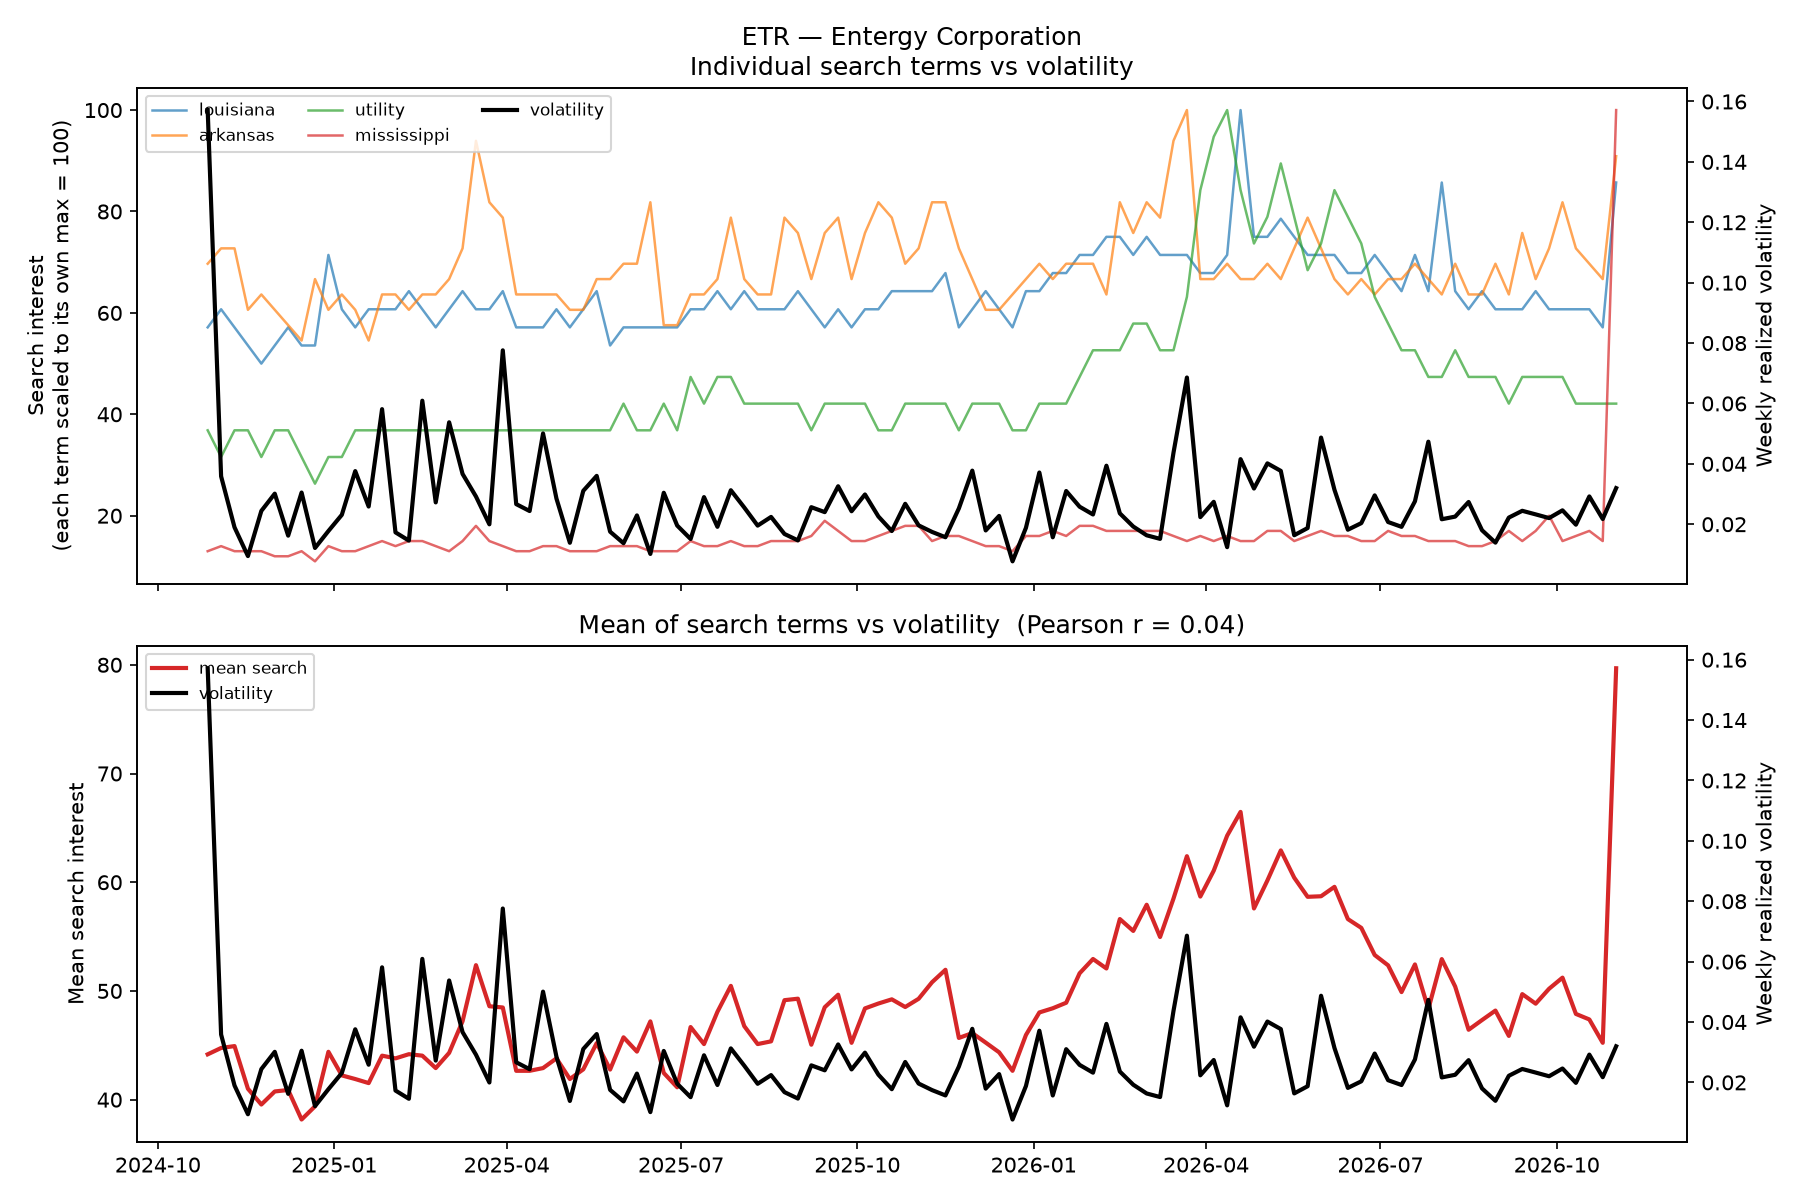 ETR — Entergy Corporation
Individual search terms vs volatility
louisiana
arkansas
utility
mississippi
volatility
Search interest
(each term scaled to its own max = 100)
100
80
60
40
20
0.16
0.14
0.12
0.10
0.08
0.06
0.04
0.02
Weekly realized volatility
Mean of search terms vs volatility (Pearson r = 0.04)
mean search
volatility
Mean search interest
80
70
60
50
40
0.16
0.14
0.12
0.10
0.08
0.06
0.04
0.02
Weekly realized volatility
2024-10
2025-01
2025-04
2025-07
2025-10
2026-01
2026-04
2026-07
2026-10